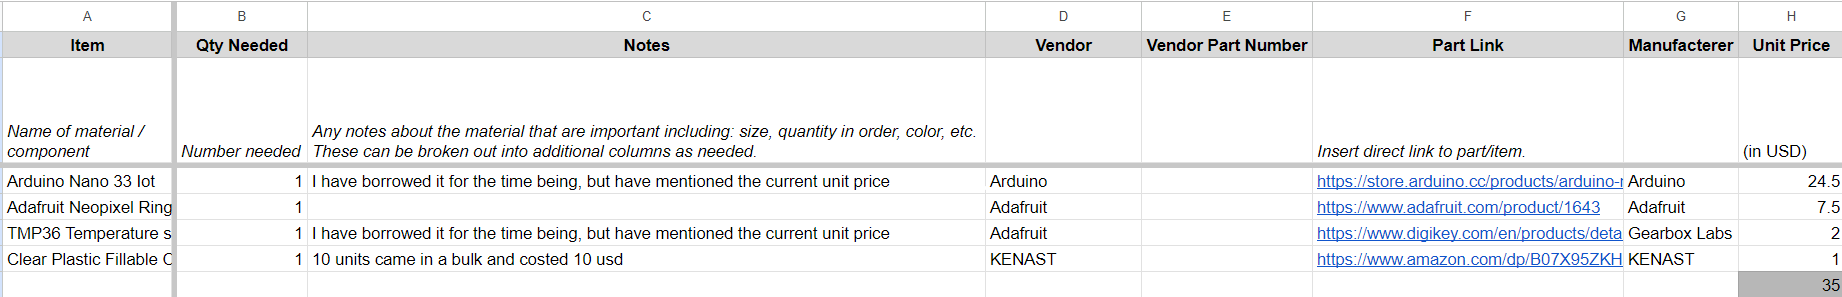 A B C D E F G H
Item Qty Needed Notes Vendor Vendor Part Number Part Link Manufacterer Unit Price
Name of material /
component
Number needed
Any notes about the material that are important including: size, quantity in order, color, etc.
These can be broken out into additional columns as needed.
Insert direct link to part/item.
(in USD)
Arduino Nano 33 Iot 1 I have borrowed it for the time being, but have mentioned the current unit price Arduino https://store.arduino.cc/products/arduino- Arduino 24.5
Adafruit Neopixel Ring 1 Adafruit https://www.adafruit.com/product/1643 Adafruit 7.5
TMP36 Temperature s 1 I have borrowed it for the time being, but have mentioned the current unit price Adafruit https://www.digikey.com/en/products/deta Gearbox Labs 2
Clear Plastic Fillable 1 10 units came in a bulk and costed 10 usd KENAST https://www.amazon.com/dp/B07X95ZKH KENAST 1
35